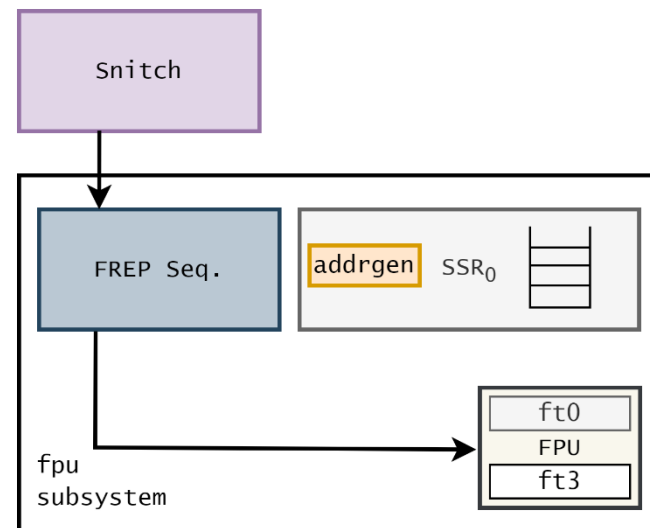 Snitch
FREP Seq.
addrgen
SSR0
ft0
FPU
ft3
fpu
subsystem